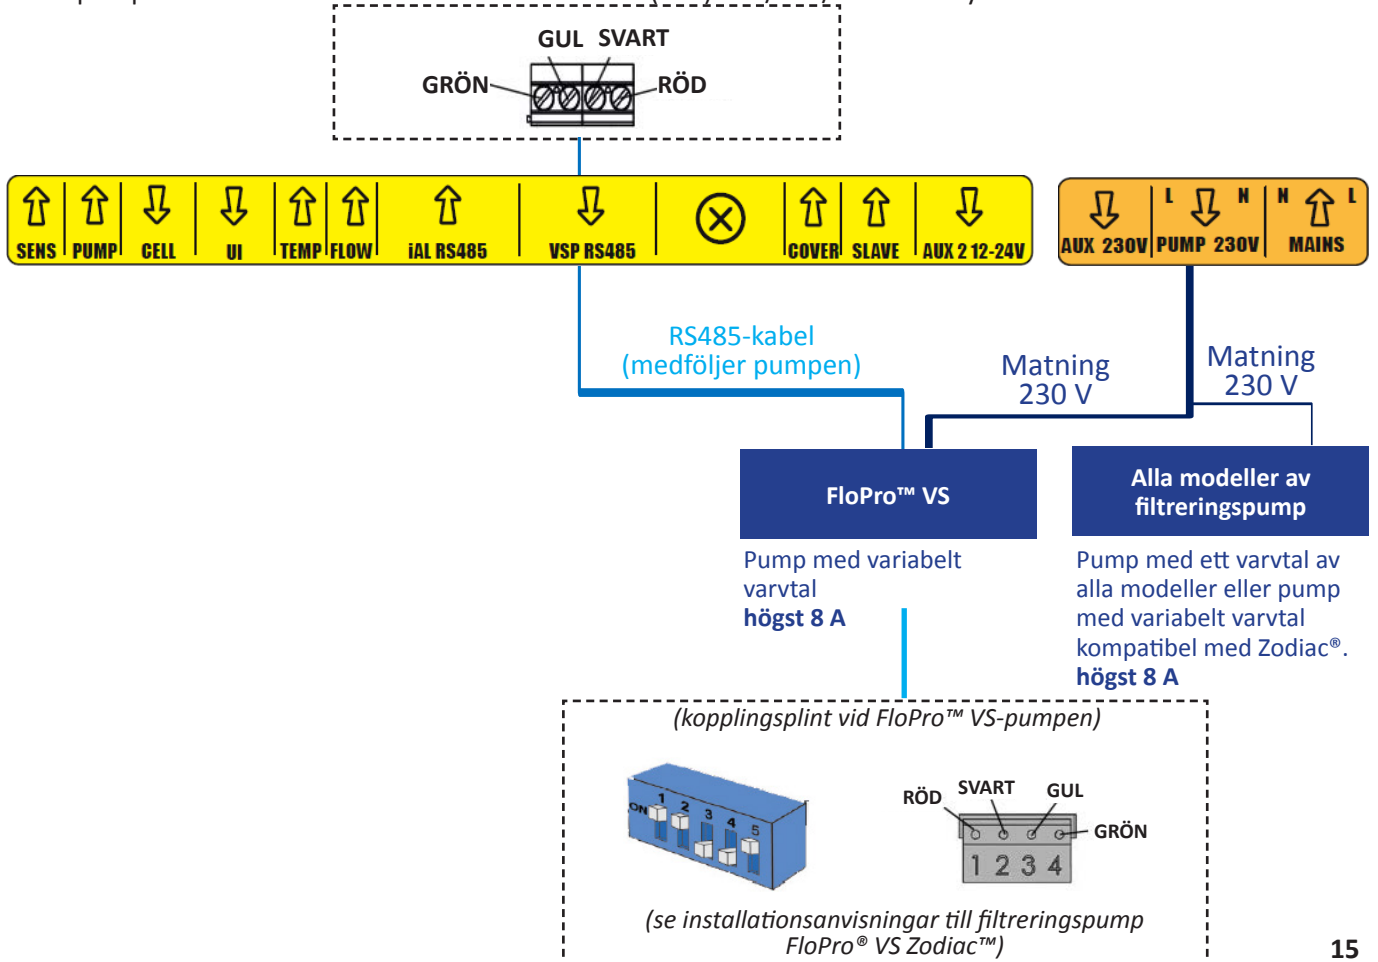 GUL SVART
GRÖN RÖD
SENS PUMP CELL UI TEMP FLOW iAL RS485 VSP RS485 COVER SLAVE AUX 2 12-24V
L N N L
AUX 230V PUMP 230V MAINS
RS485-kabel
(medföljer pumpen)
Matning
230 V
Matning
230 V
FloPro™ VS
Alla modeller av
filtreringspump
Pump med variabelt
varvtal
högst 8 A
Pump med ett varvtal av
alla modeller eller pump
med variabelt varvtal
kompatibel med Zodiac®.
högst 8 A
(kopplingsplint vid FloPro™ VS-pumpen)
ON 1 2 3 4 5
RÖD SVART GUL
GRÖN
1 2 3 4
(se installationsanvisningar till filtreringspump
FloPro® VS Zodiac™)
15